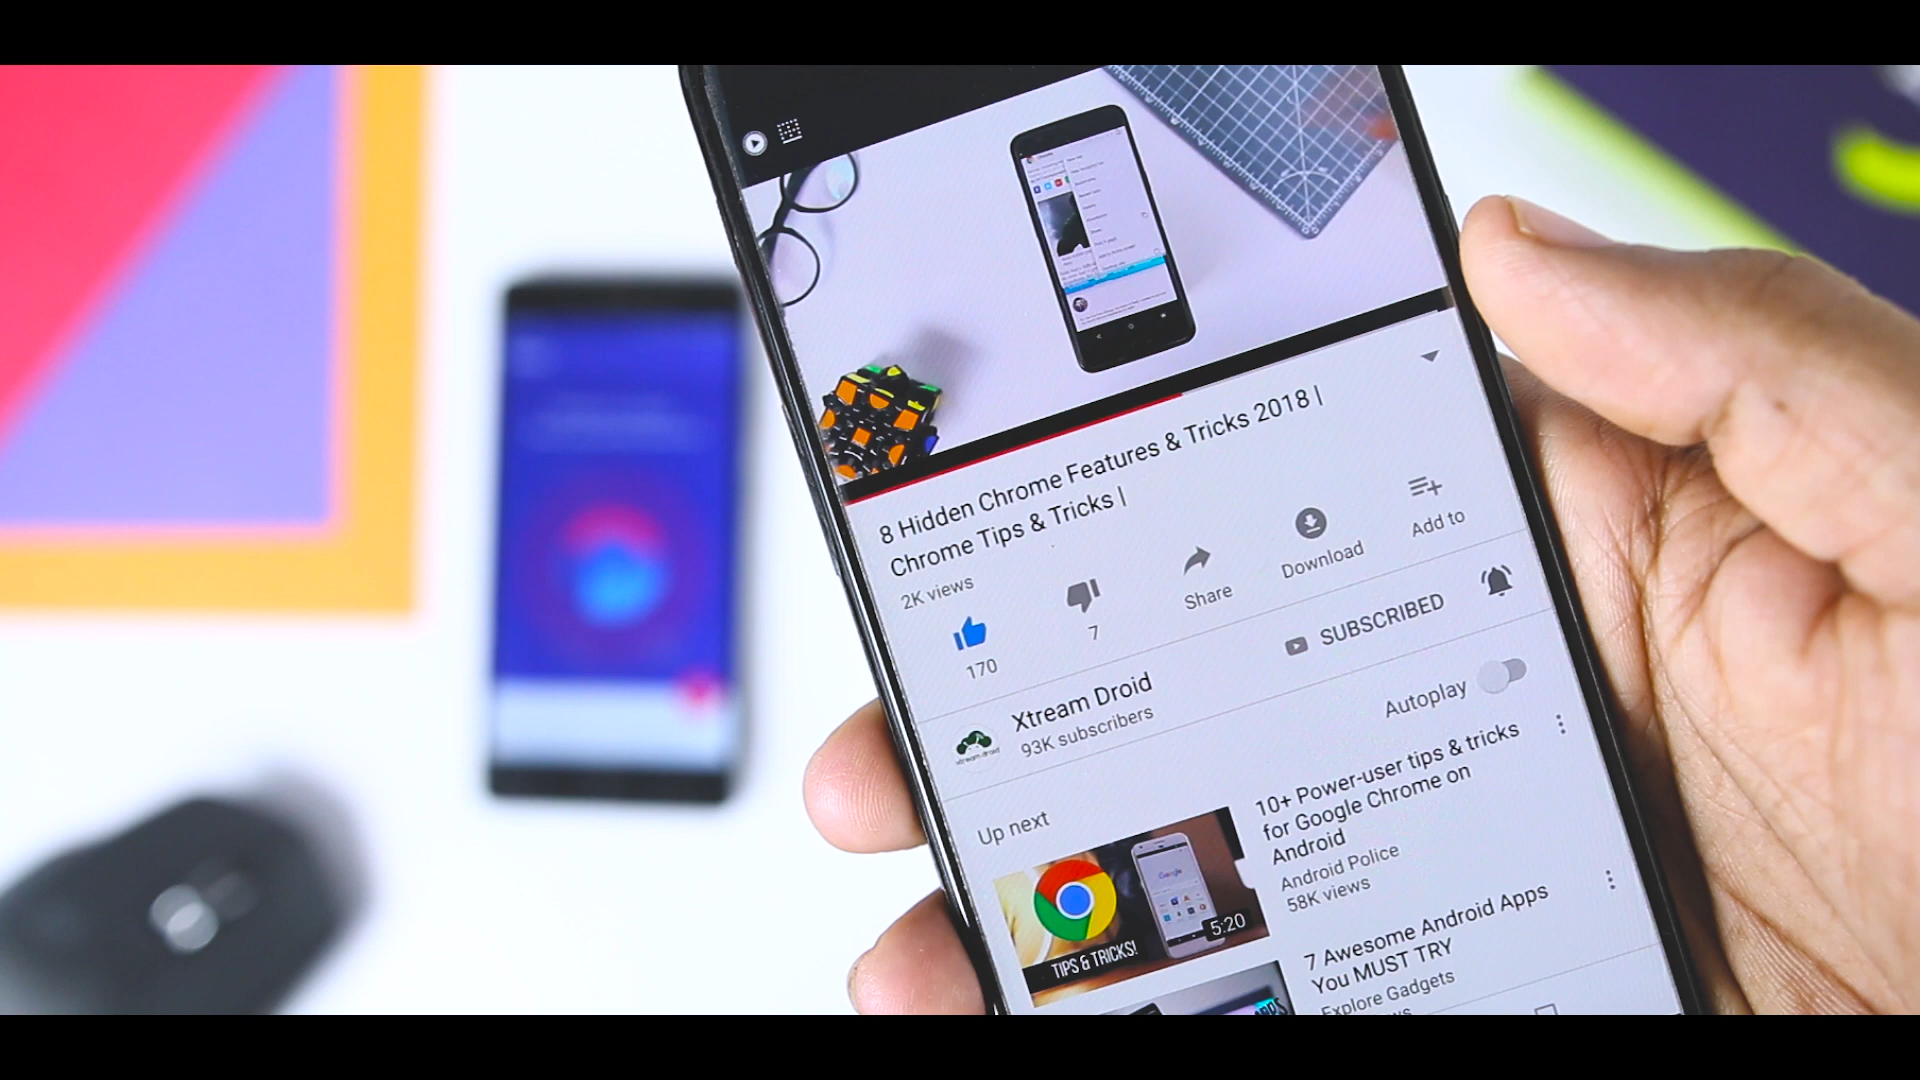 8 Hidden Chrome Features & Tricks 2018 |
Chrome Tips & Tricks |
2K views
170
7
Share
Download
Add to
Xtream Droid
93K subscribers
SUBSCRIBED
Autoplay
Up next
Google
5:20
TIPS & TRICKS!
10+ Power-user tips & tricks
for Google Chrome on
Android
Android Police
58K views
7 Awesome Android Apps
You MUST TRY
Explore Gadgets